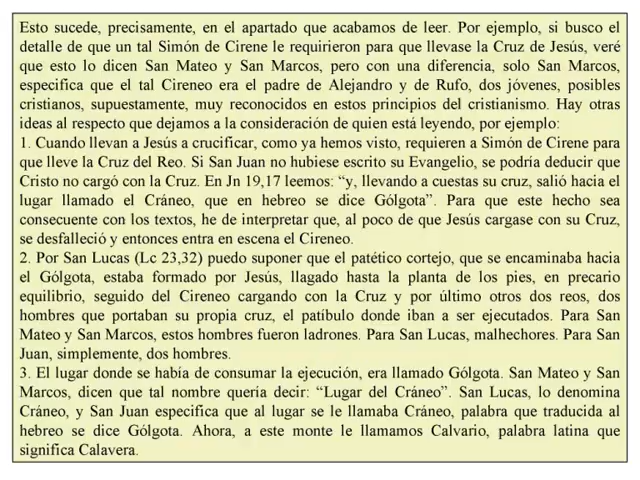 Esto sucede, precisamente, en el apartado que acabamos de leer. Por ejemplo, si busco el
detalle de que un tal Simón de Cirene le requirieron para que llevase la Cruz de Jesús, veré
que esto lo dicen San Mateo y San Marcos, pero con una diferencia, solo San Marcos,
especifica que el tal Cireneo era el padre de Alejandro y de Rufo, dos jóvenes, posibles
cristianos, supuestamente, muy reconocidos en estos principios del cristianismo. Hay otras
ideas al respecto que dejamos a la consideración de quien está leyendo, por ejemplo:
1. Cuando llevan a Jesús a crucificar, como ya hemos visto, requieren a Simón de Cirene para
que lleve la Cruz del Reo. Si San Juan no hubiese escrito su Evangelio, se podría deducir que
Cristo no cargó con la Cruz. En Jn 19,17 leemos: “y, llevando a cuestas su cruz, salió hacia el
lugar llamado el Cráneo, que en hebreo se dice Gólgota”. Para que este hecho sea
consecuente con los textos, he de interpretar que, al poco de que Jesús cargase con su Cruz,
se desfalleció y entonces entra en escena el Cireneo.
2. Por San Lucas (Lc 23,32) puedo suponer que el patético cortejo, que se encaminaba hacia
el Gólgota, estaba formado por Jesús, llagado hasta la planta de los pies, en precario
equilibrio, seguido del Cireneo cargando con la Cruz y por último otros dos reos, dos
hombres que portaban su propia cruz, el patíbulo donde iban a ser ejecutados. Para San
Mateo y San Marcos, estos hombres fueron ladrones. Para San Lucas, malhechores. Para San
Juan, simplemente, dos hombres.
3. El lugar donde se había de consumar la ejecución, era llamado Gólgota. San Mateo y San
Marcos, dicen que tal nombre quería decir: “Lugar del Cráneo”. San Lucas, lo denomina
Cráneo, y San Juan especifica que al lugar se le llamaba Cráneo, palabra que traducida al
hebreo se dice Gólgota. Ahora, a este monte le llamamos Calvario, palabra latina que
significa Calavera.